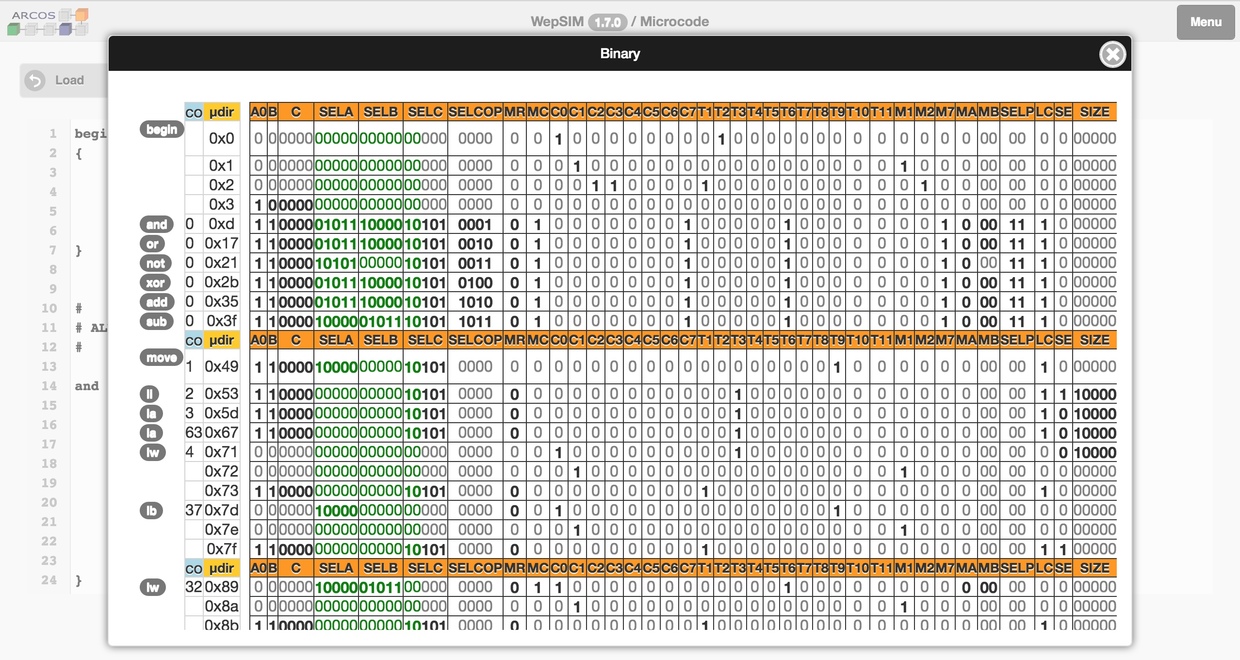 ARCOS
WepSIM 1.7.0 / Microcode
Menu
Load
Binary
co µdir A0 B C SELA SELB SELC SELCOP MR MC C0 C1 C2 C3 C4 C5 C6 C7 T1 T2 T3 T4 T5 T6 T7 T8 T9 T10 T11 M1 M2 M7 MA MB SELP LC SE SIZE
begin 0x0 0 0 0000 00000 00000 00000 0000 0 0 1 0 0 0 0 0 0 0 0 1 0 0 0 0 0 0 0 0 0 0 0 0 0 00 00 0 0 00000
0x1 0 0 0000 00000 00000 00000 0000 0 0 0 1 0 0 0 0 0 0 0 0 0 0 0 0 0 0 0 0 0 1 0 0 0 00 00 0 0 00000
0x2 0 0 0000 00000 00000 00000 0000 0 0 0 0 1 1 0 0 0 0 1 0 0 0 0 0 0 0 0 0 0 0 1 0 0 00 00 0 0 00000
0x3 1 0 0000 00000 00000 00000 0000 0 0 0 0 0 0 0 0 0 0 0 0 0 0 0 0 0 0 0 0 0 0 0 0 0 00 00 0 0 00000
and 0 0xd 1 1 0000 01011 10000 10101 0001 0 1 0 0 0 0 0 0 0 1 0 0 0 0 0 1 0 0 0 0 0 0 0 1 0 00 11 1 0 00000
or 0 0x17 1 1 0000 01011 10000 10101 0010 0 1 0 0 0 0 0 0 0 1 0 0 0 0 0 1 0 0 0 0 0 0 0 1 0 00 11 1 0 00000
not 0 0x21 1 1 0000 10101 00000 10101 0011 0 1 0 0 0 0 0 0 0 1 0 0 0 0 0 1 0 0 0 0 0 0 0 1 0 00 11 1 0 00000
xor 0 0x2b 1 1 0000 01011 10000 10101 0100 0 1 0 0 0 0 0 0 0 1 0 0 0 0 0 1 0 0 0 0 0 0 0 1 0 00 11 1 0 00000
add 0 0x35 1 1 0000 01011 10000 10101 1010 0 1 0 0 0 0 0 0 0 1 0 0 0 0 0 1 0 0 0 0 0 0 0 1 0 00 11 1 0 00000
sub 0 0x3f 1 1 0000 10000 01011 10101 1011 0 1 0 0 0 0 0 0 0 1 0 0 0 0 0 1 0 0 0 0 0 0 0 1 0 00 11 1 0 00000
co µdir A0 B C SELA SELB SELC SELCOP MR MC C0 C1 C2 C3 C4 C5 C6 C7 T1 T2 T3 T4 T5 T6 T7 T8 T9 T10 T11 M1 M2 M7 MA MB SELP LC SE SIZE
move 1 0x49 1 1 0000 10000 00000 10101 0000 0 0 0 0 0 0 0 0 0 0 0 0 0 0 0 0 0 0 1 0 0 0 0 0 0 00 00 1 0 00000
li 2 0x53 1 1 0000 00000 00000 10101 0000 0 0 0 0 0 0 0 0 0 0 0 0 1 0 0 0 0 0 0 0 0 0 0 0 0 00 00 1 1 10000
la 3 0x5d 1 1 0000 00000 00000 10101 0000 0 0 0 0 0 0 0 0 0 0 0 0 1 0 0 0 0 0 0 0 0 0 0 0 0 00 00 1 0 10000
la 63 0x67 1 1 0000 00000 00000 10101 0000 0 0 0 0 0 0 0 0 0 0 0 0 1 0 0 0 0 0 0 0 0 0 0 0 0 00 00 1 0 10000
lw 4 0x71 0 0 0000 00000 00000 00000 0000 0 0 1 0 0 0 0 0 0 0 0 0 1 0 0 0 0 0 0 0 0 0 0 0 0 00 00 0 0 10000
0x72 0 0 0000 00000 00000 00000 0000 0 0 0 1 0 0 0 0 0 0 0 0 0 0 0 0 0 0 0 0 0 1 0 0 0 00 00 0 0 00000
0x73 1 1 0000 00000 00000 10101 0000 0 0 0 0 0 0 0 0 0 0 1 0 0 0 0 0 0 0 0 0 0 0 0 0 0 00 00 1 0 00000
lb 37 0x7d 0 0 0000 10000 00000 00000 0000 0 0 1 0 0 0 0 0 0 0 0 0 0 0 0 0 0 0 1 0 0 0 0 0 0 00 00 0 0 00000
0x7e 0 0 0000 00000 00000 00000 0000 0 0 0 1 0 0 0 0 0 0 0 0 0 0 0 0 0 0 0 0 0 1 0 0 0 00 00 0 0 00000
0x7f 1 1 0000 00000 00000 10101 0000 0 0 0 0 0 0 0 0 0 0 1 0 0 0 0 0 0 0 0 0 0 0 0 0 0 00 00 1 1 00000
co µdir A0 B C SELA SELB SELC SELCOP MR MC C0 C1 C2 C3 C4 C5 C6 C7 T1 T2 T3 T4 T5 T6 T7 T8 T9 T10 T11 M1 M2 M7 MA MB SELP LC SE SIZE
lw 32 0x89 0 0 0000 10000 01011 00000 0000 0 1 1 0 0 0 0 0 0 0 0 0 0 0 0 1 0 0 0 0 0 0 0 0 0 00 00 0 0 00000
0x8a 0 0 0000 00000 00000 00000 0000 0 0 0 1 0 0 0 0 0 0 0 0 0 0 0 0 0 0 0 0 0 1 0 0 0 00 00 0 0 00000
0x8b 1 1 0000 00000 00000 10101 0000 0 0 0 0 0 0 0 0 0 0 1 0 0 0 0 0 0 0 0 0 0 0 0 0 0 00 00 1 0 00000
1 begi
2 {
3
4
5
6
7 }
8
9
10 #
11 # AL
12 #
13
14 and
15
16
17
18
19
20
21
22
23
24 }